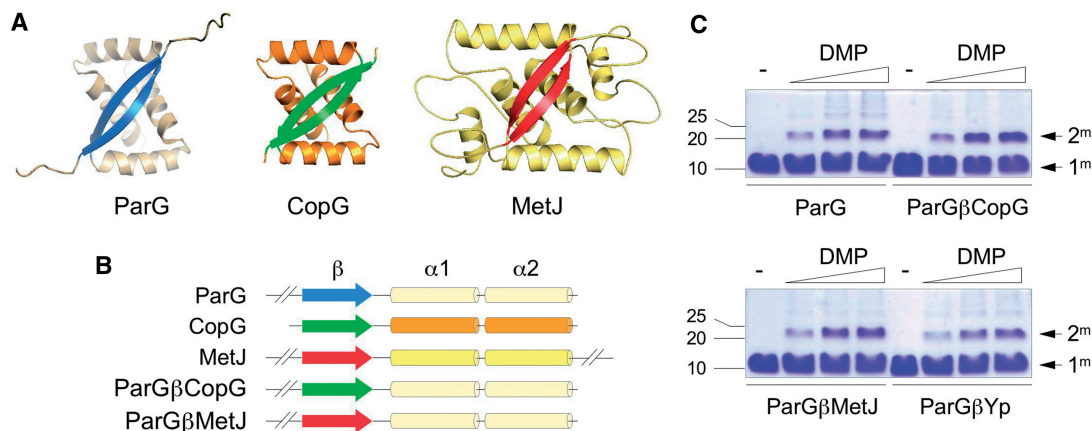 A
ParG
CopG
MetJ
B
β
α1
α2
ParG
CopG
MetJ
ParGβCopG
ParGβMetJ
C
DMP
DMP
-
-
25
20
10
2ᵐ
1ᵐ
ParG
ParGβCopG
DMP
DMP
-
-
25
20
10
2ᵐ
1ᵐ
ParGβMetJ
ParGβYp